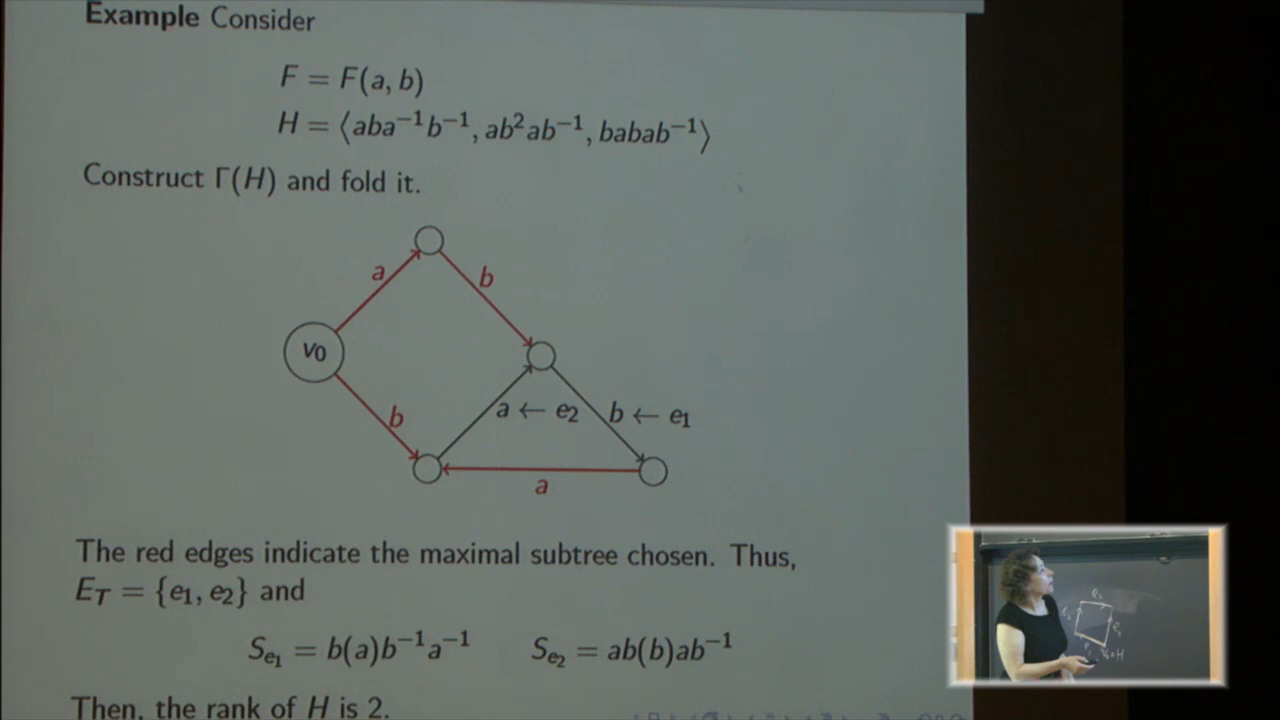 Example Consider
F = F(a, b)
H = ⟨aba⁻¹b⁻¹, ab²ab⁻¹, babab⁻¹⟩
Construct Γ(H) and fold it.
a
b
v₀
b
a ← e₂
b ← e₁
a
The red edges indicate the maximal subtree chosen. Thus,
E_T = {e₁, e₂} and
S_{e₁} = b(a)b⁻¹a⁻¹ S_{e₂} = ab(b)ab⁻¹
Then, the rank of H is 2.